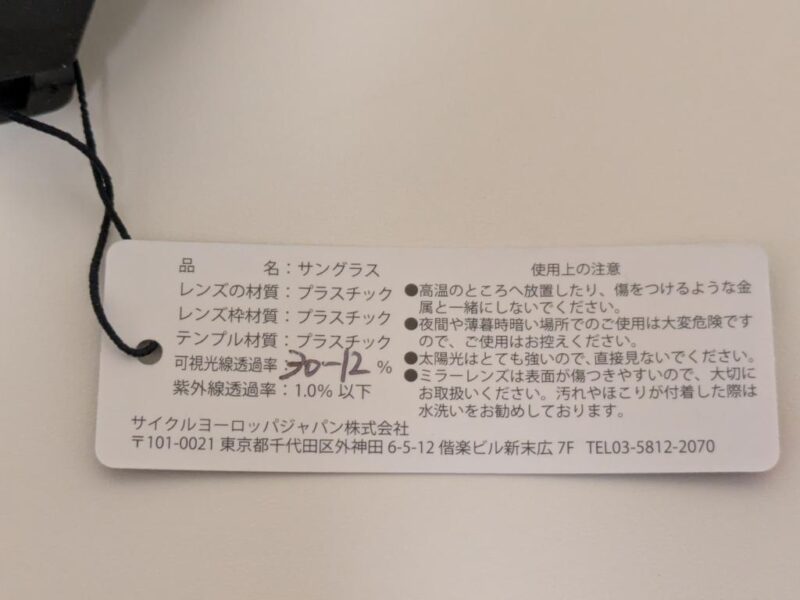 品　　　　名：サングラス
レンズの材質：プラスチック
レンズ枠材質：プラスチック
テンプル材質：プラスチック
可視光線透過率 30-12 %
紫外線透過率：1.0% 以下
使用上の注意
●高温のところへ放置したり、傷をつけるような金
属と一緒にしないでください。
●夜間や薄暮時暗い場所でのご使用は大変危険です
ので、ご使用はお控えください。
●太陽光はとても強いので、直接見ないでください。
●ミラーレンズは表面が傷つきやすいので、大切に
お取扱いください。汚れやほこりが付着した際は
水洗いをお勧めしております。
サイクルヨーロッパジャパン株式会社
〒101-0021 東京都千代田区外神田 6-5-12 偕楽ビル新末広 7F TEL03-5812-2070